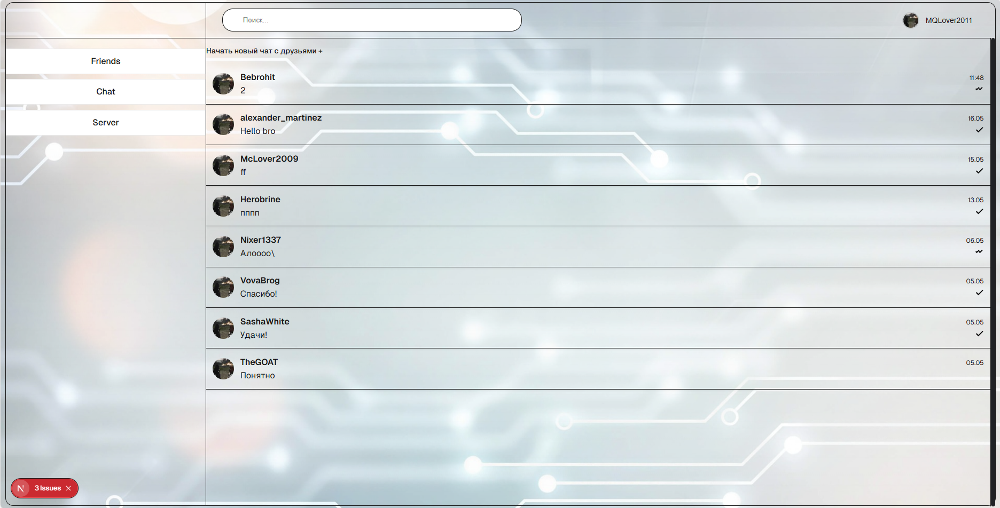 Поиск...
MQLover2011
Friends
Chat
Server
Начать новый чат с друзьями +
Bebrohit
11:48
2
alexander_martinez
16.05
Hello bro
McLover2009
15.05
ff
Herobrine
13.05
пппп
Nixer1337
06.05
Алоооо\
VovaBrog
05.05
Спасибо!
SashaWhite
05.05
Удачи!
TheGOAT
05.05
Понятно
N 3 Issues